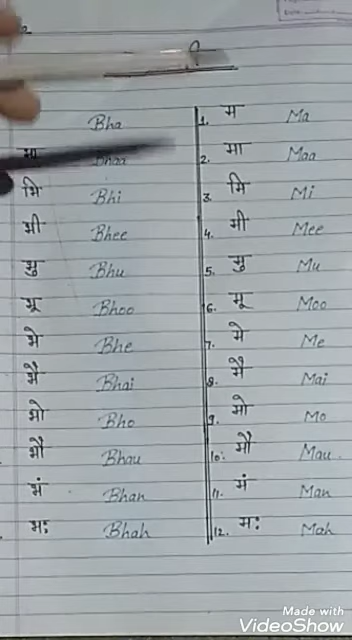 Bha 1. म Ma
भा Bhaa 2. मा Maa
भि Bhi 3. मि Mi
भी Bhee 4. मी Mee
भु Bhu 5. मु Mu
भू Bhoo 6. मू Moo
भे Bhe 7. मे Me
भै Bhai 8. मै Mai
भो Bho 9. मो Mo
भौ Bhau 10. मौ Mau
भं Bhan 11. मं Man
भः Bhah 12. मः Mah
Made with
VideoShow